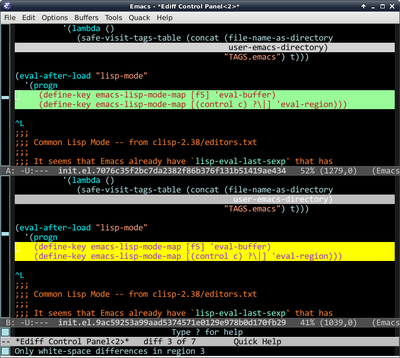 Emacs - *Ediff Control Panel<2>*
File Edit Options Buffers Tools Quack Help
'(lambda ()
(safe-visit-tags-table (concat (file-name-as-directory
user-emacs-directory)
"TAGS.emacs") t)))
(eval-after-load "lisp-mode"
'(progn
(define-key emacs-lisp-mode-map [f5] 'eval-buffer)
(define-key emacs-lisp-mode-map [(control c) ?\|] 'eval-region)))
^L
;;;
;;; Common Lisp Mode -- from clisp-2.38/editors.txt
;;;
;;; It seems that Emacs already have `lisp-eval-last-sexp' that has
A: -U:--- init.el.7076c35f2bc7da2382f86b376f131b51419ae434 52% (1279,0) (Emacs
'(lambda ()
(safe-visit-tags-table (concat (file-name-as-directory
user-emacs-directory)
"TAGS.emacs") t)))
(eval-after-load "lisp-mode"
'(progn
(define-key emacs-lisp-mode-map [f5] 'eval-buffer)
(define-key emacs-lisp-mode-map [(control c) ?\|] 'eval-region)))
^L
;;;
;;; Common Lisp Mode -- from clisp-2.38/editors.txt
;;;
;;; It seems that Emacs already have `lisp-eval-last-sexp' that has
B: -U:--- init.el.9ac59253a99aad5374571e0129e978b0d170fb29 41% (1039,0) (Emacs
Type ? for help
-- *Ediff Control Panel<2>* diff 3 of 7 Quick Help
Only white-space differences in region 3